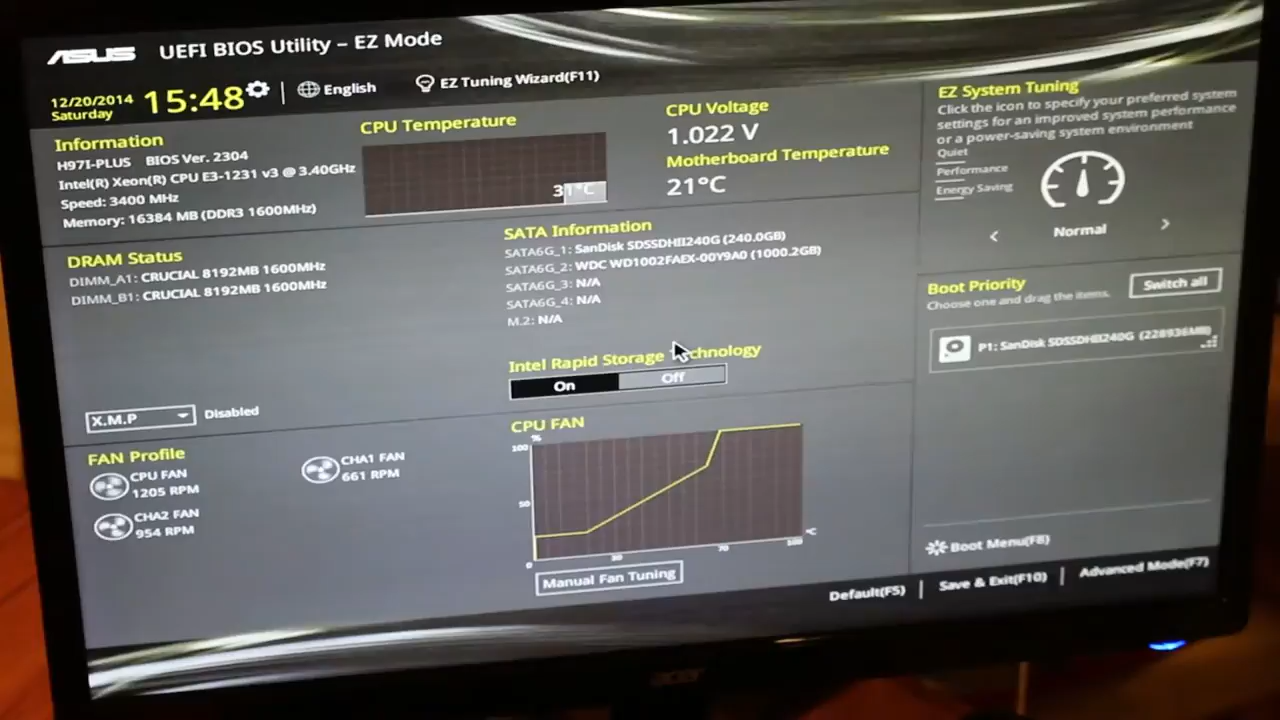 ASUS UEFI BIOS Utility – EZ Mode
12/20/2014
Saturday
15:48
English
EZ Tuning Wizard(F11)
Information
H97I-PLUS BIOS Ver. 2304
Intel(R) Xeon(R) CPU E3-1231 v3 @ 3.40GHz
Speed: 3400 MHz
Memory: 16384 MB (DDR3 1600MHz)
CPU Temperature
31°C
CPU Voltage
1.022 V
Motherboard Temperature
21°C
EZ System Tuning
Click the icon to specify your preferred system
settings for an improved system performance
or a power-saving system environment
Quiet
Performance
Energy Saving
< Normal >
DRAM Status
DIMM_A1: CRUCIAL 8192MB 1600MHz
DIMM_B1: CRUCIAL 8192MB 1600MHz
SATA Information
SATA6G_1: SanDisk SDSSDHII240G (240.0GB)
SATA6G_2: WDC WD1002FAEX-00Y9A0 (1000.2GB)
SATA6G_3: N/A
SATA6G_4: N/A
M.2: N/A
Boot Priority
Choose one and drag the items.
Switch all
P1: SanDisk SDSSDHII240G (228936MB)
Intel Rapid Storage Technology
On Off
X.M.P Disabled
FAN Profile
CPU FAN
1205 RPM
CHA1 FAN
661 RPM
CHA2 FAN
954 RPM
CPU FAN
%
100
50
0 30 70 100
°C
Manual Fan Tuning
Boot Menu(F8)
Default(F5) | Save & Exit(F10) | Advanced Mode(F7)
acer